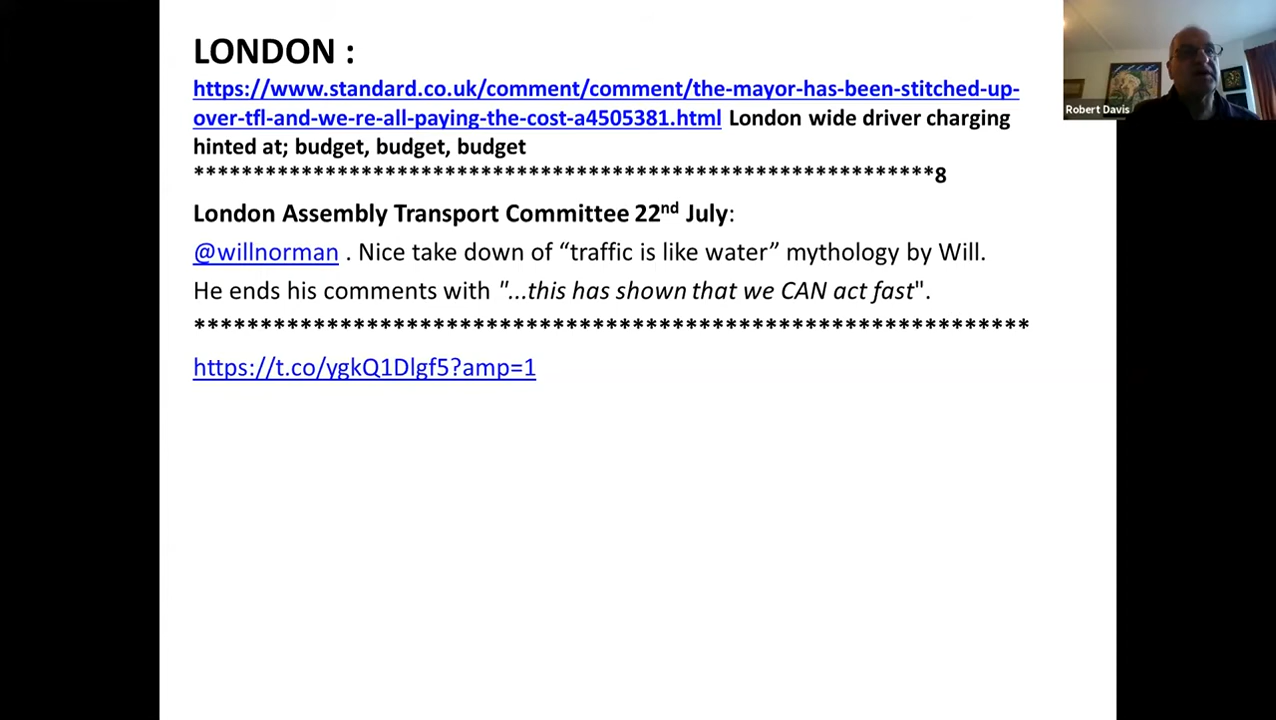 LONDON :
https://www.standard.co.uk/comment/comment/the-mayor-has-been-stitched-up-
over-tfl-and-we-re-all-paying-the-cost-a4505381.html London wide driver charging
hinted at; budget, budget, budget
**************************************************************8
London Assembly Transport Committee 22nd July:
@willnorman . Nice take down of “traffic is like water” mythology by Will.
He ends his comments with "...this has shown that we CAN act fast".
***************************************************************
https://t.co/ygkQ1Dlgf5?amp=1
Robert Davis